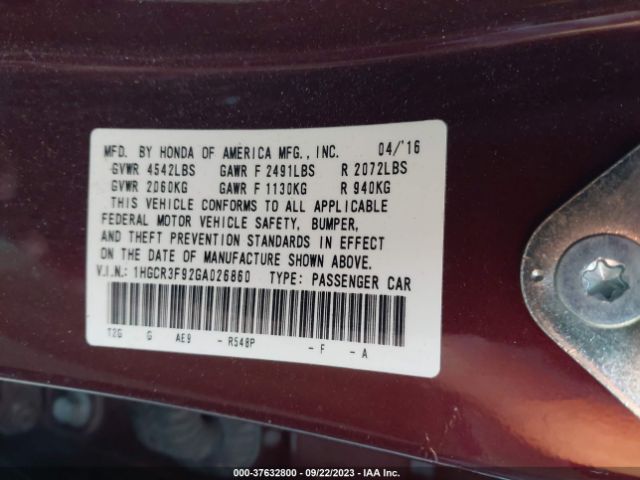 MFD. BY HONDA OF AMERICA MFG., INC. 04/'16
GVWR 4542LBS GAWR F 2491LBS R 2072LBS
GVWR 2060KG GAWR F 1130KG R 940KG
THIS VEHICLE CONFORMS TO ALL APPLICABLE
FEDERAL MOTOR VEHICLE SAFETY, BUMPER,
AND THEFT PREVENTION STANDARDS IN EFFECT
ON THE DATE OF MANUFACTURE SHOWN ABOVE.
V.I.N.: 1HGCR3F92GA026860 TYPE: PASSENGER CAR
T2G G AE9 - R548P - F - A
000-37632800 - 09/22/2023 - IAA Inc.